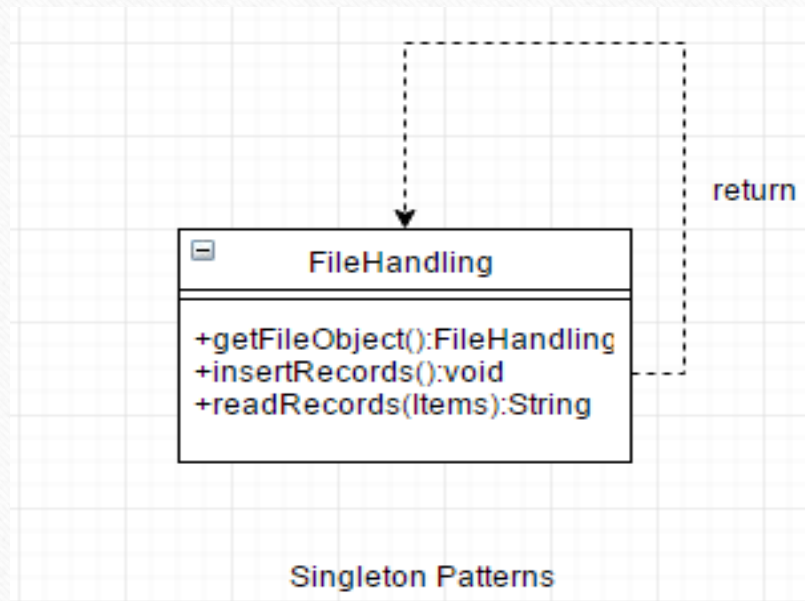 return
FileHandling
+getFileObject():FileHandling
+insertRecords():void
+readRecords(Items):String
Singleton Patterns